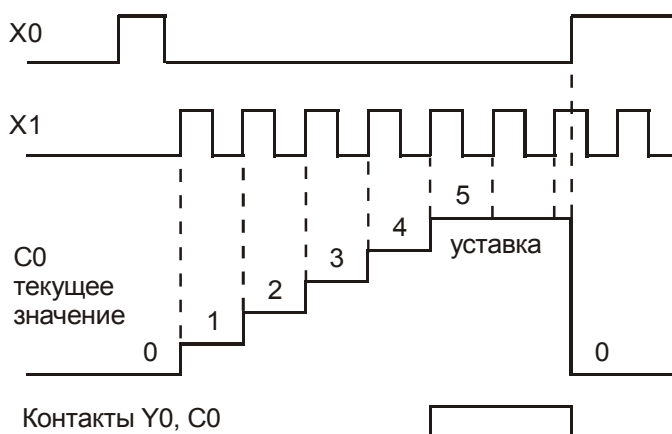 X0
X1
5
4
уставка
3
C0
текущее
значение
2
1
0
0
Контакты Y0, C0